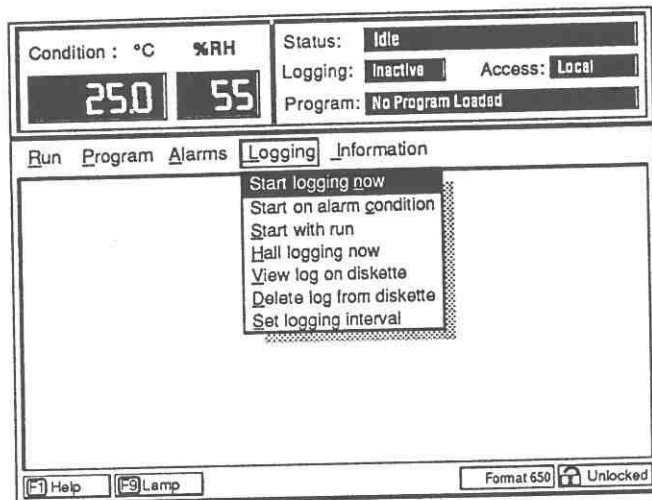 Condition : °C %RH
25.0 55
Status: Idle
Logging: Inactive Access: Local
Program: No Program Loaded
Run Program Alarms Logging Information
Start logging now
Start on alarm condition
Start with run
Hall logging now
View log on diskette
Delete log from diskette
Set logging interval
F1 Help F9 Lamp Format 650 Unlocked